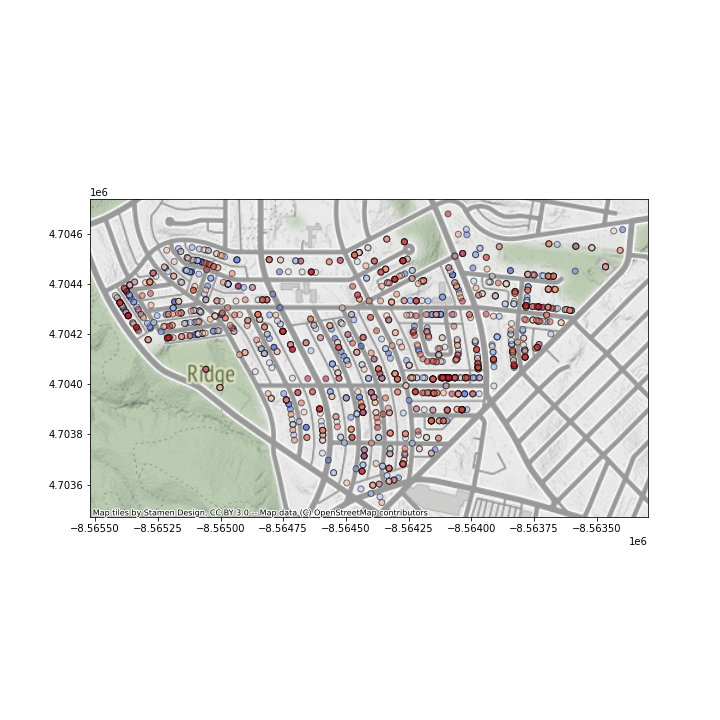 1e6
4.7046
4.7044
4.7042
4.7040
4.7038
4.7036
Ridge
Map tiles by Stamen Design, CC BY 3.0 -- Map data (C) OpenStreetMap contributors
−8.56550 −8.56525 −8.56500 −8.56475 −8.56450 −8.56425 −8.56400 −8.56375 −8.56350
1e6